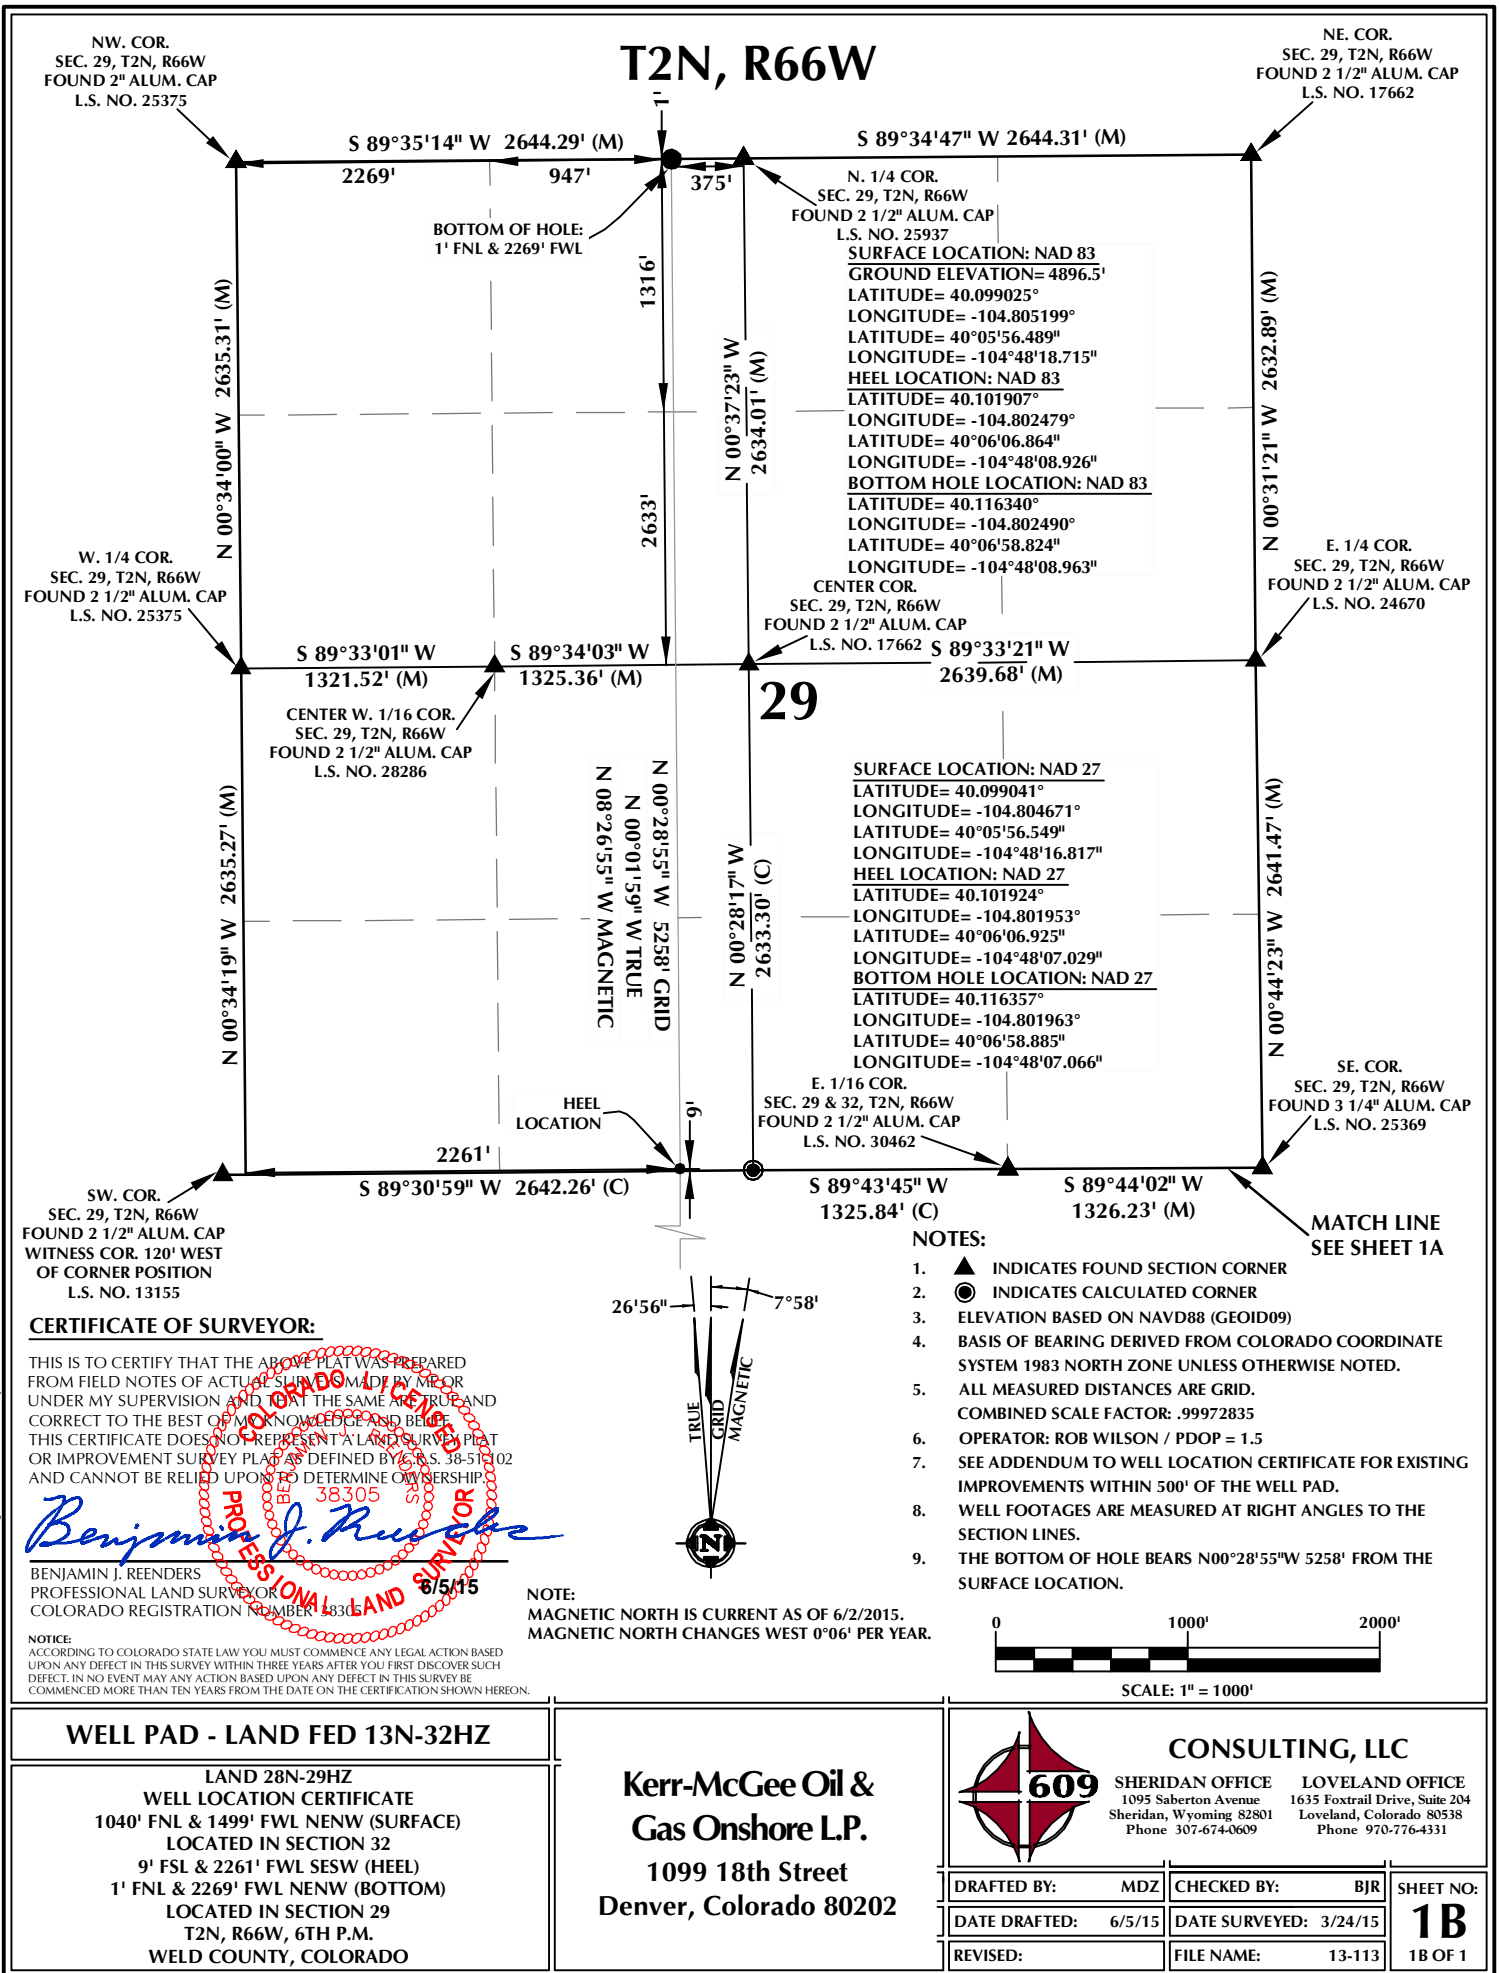 T2N, R66W
NW. COR.
SEC. 29, T2N, R66W
FOUND 2" ALUM. CAP
L.S. NO. 25375
NE. COR.
SEC. 29, T2N, R66W
FOUND 2 1/2" ALUM. CAP
L.S. NO. 17662
1'
S 89°35'14" W 2644.29' (M)
S 89°34'47" W 2644.31' (M)
2269'
947'
375'
BOTTOM OF HOLE:
1' FNL & 2269' FWL
N. 1/4 COR.
SEC. 29, T2N, R66W
FOUND 2 1/2" ALUM. CAP
L.S. NO. 25937
SURFACE LOCATION: NAD 83
GROUND ELEVATION= 4896.5'
LATITUDE= 40.099025°
LONGITUDE= -104.805199°
LATITUDE= 40°05'56.489"
LONGITUDE= -104°48'18.715"
HEEL LOCATION: NAD 83
LATITUDE= 40.101907°
LONGITUDE= -104.802479°
LATITUDE= 40°06'06.864"
LONGITUDE= -104°48'08.926"
BOTTOM HOLE LOCATION: NAD 83
LATITUDE= 40.116340°
LONGITUDE= -104.802490°
LATITUDE= 40°06'58.824"
LONGITUDE= -104°48'08.963"
N 00°34'00" W 2635.31' (M)
1316'
2633'
N 00°37'23" W
2634.01' (M)
N 00°31'21" W 2632.89' (M)
W. 1/4 COR.
SEC. 29, T2N, R66W
FOUND 2 1/2" ALUM. CAP
L.S. NO. 25375
CENTER COR.
SEC. 29, T2N, R66W
FOUND 2 1/2" ALUM. CAP
L.S. NO. 17662
E. 1/4 COR.
SEC. 29, T2N, R66W
FOUND 2 1/2" ALUM. CAP
L.S. NO. 24670
S 89°33'01" W
1321.52' (M)
S 89°34'03" W
1325.36' (M)
S 89°33'21" W
2639.68' (M)
29
CENTER W. 1/16 COR.
SEC. 29, T2N, R66W
FOUND 2 1/2" ALUM. CAP
L.S. NO. 28286
N 00°28'55" W 5258' GRID
N 00°01'59" W TRUE
N 08°26'55" W MAGNETIC
N 00°34'19" W 2635.27' (M)
N 00°28'17" W
2633.30' (C)
N 00°44'23" W 2641.47' (M)
SURFACE LOCATION: NAD 27
LATITUDE= 40.099041°
LONGITUDE= -104.804671°
LATITUDE= 40°05'56.549"
LONGITUDE= -104°48'16.817"
HEEL LOCATION: NAD 27
LATITUDE= 40.101924°
LONGITUDE= -104.801953°
LATITUDE= 40°06'06.925"
LONGITUDE= -104°48'07.029"
BOTTOM HOLE LOCATION: NAD 27
LATITUDE= 40.116357°
LONGITUDE= -104.801963°
LATITUDE= 40°06'58.885"
LONGITUDE= -104°48'07.066"
HEEL
LOCATION
9'
E. 1/16 COR.
SEC. 29 & 32, T2N, R66W
FOUND 2 1/2" ALUM. CAP
L.S. NO. 30462
SE. COR.
SEC. 29, T2N, R66W
FOUND 3 1/4" ALUM. CAP
L.S. NO. 25369
2261'
S 89°30'59" W 2642.26' (C)
S 89°43'45" W
1325.84' (C)
S 89°44'02" W
1326.23' (M)
SW. COR.
SEC. 29, T2N, R66W
FOUND 2 1/2" ALUM. CAP
WITNESS COR. 120' WEST
OF CORNER POSITION
L.S. NO. 13155
MATCH LINE
SEE SHEET 1A
NOTES:
1. INDICATES FOUND SECTION CORNER
2. INDICATES CALCULATED CORNER
3. ELEVATION BASED ON NAVD88 (GEOID09)
4. BASIS OF BEARING DERIVED FROM COLORADO COORDINATE
SYSTEM 1983 NORTH ZONE UNLESS OTHERWISE NOTED.
5. ALL MEASURED DISTANCES ARE GRID.
COMBINED SCALE FACTOR: .99972835
6. OPERATOR: ROB WILSON / PDOP = 1.5
7. SEE ADDENDUM TO WELL LOCATION CERTIFICATE FOR EXISTING
IMPROVEMENTS WITHIN 500' OF THE WELL PAD.
8. WELL FOOTAGES ARE MEASURED AT RIGHT ANGLES TO THE
SECTION LINES.
9. THE BOTTOM OF HOLE BEARS N00°28'55"W 5258' FROM THE
SURFACE LOCATION.
26'56"
7°58'
TRUE
GRID
MAGNETIC
N
CERTIFICATE OF SURVEYOR:
THIS IS TO CERTIFY THAT THE ABOVE PLAT WAS PREPARED
FROM FIELD NOTES OF ACTUAL SURVEYS MADE BY ME OR
UNDER MY SUPERVISION AND THAT THE SAME ARE TRUE AND
CORRECT TO THE BEST OF MY KNOWLEDGE AND BELIEF.
THIS CERTIFICATE DOES NOT REPRESENT A LAND SURVEY PLAT
OR IMPROVEMENT SURVEY PLAT AS DEFINED BY C.R.S. 38-51-102
AND CANNOT BE RELIED UPON TO DETERMINE OWNERSHIP.
COLORADO LICENSED
PROFESSIONAL LAND SURVEYOR
BENJAMIN J. REENDERS
38305
Benjamin J. Reenders
6/5/15
BENJAMIN J. REENDERS
PROFESSIONAL LAND SURVEYOR
COLORADO REGISTRATION NUMBER 38305
NOTICE:
ACCORDING TO COLORADO STATE LAW YOU MUST COMMENCE ANY LEGAL ACTION BASED
UPON ANY DEFECT IN THIS SURVEY WITHIN THREE YEARS AFTER YOU FIRST DISCOVER SUCH
DEFECT. IN NO EVENT MAY ANY ACTION BASED UPON ANY DEFECT IN THIS SURVEY BE
COMMENCED MORE THAN TEN YEARS FROM THE DATE ON THE CERTIFICATION SHOWN HEREON.
NOTE:
MAGNETIC NORTH IS CURRENT AS OF 6/2/2015.
MAGNETIC NORTH CHANGES WEST 0°06' PER YEAR.
0 1000' 2000'
SCALE: 1" = 1000'
WELL PAD - LAND FED 13N-32HZ
LAND 28N-29HZ
WELL LOCATION CERTIFICATE
1040' FNL & 1499' FWL NENW (SURFACE)
LOCATED IN SECTION 32
9' FSL & 2261' FWL SESW (HEEL)
1' FNL & 2269' FWL NENW (BOTTOM)
LOCATED IN SECTION 29
T2N, R66W, 6TH P.M.
WELD COUNTY, COLORADO
Kerr-McGee Oil &
Gas Onshore L.P.
1099 18th Street
Denver, Colorado 80202
609
CONSULTING, LLC
SHERIDAN OFFICE
1095 Saberton Avenue
Sheridan, Wyoming 82801
Phone 307-674-0609
LOVELAND OFFICE
1635 Foxtrail Drive, Suite 204
Loveland, Colorado 80538
Phone 970-776-4331
DRAFTED BY: MDZ
CHECKED BY: BJR
DATE DRAFTED: 6/5/15
DATE SURVEYED: 3/24/15
REVISED:
FILE NAME: 13-113
SHEET NO:
1B
1B OF 1